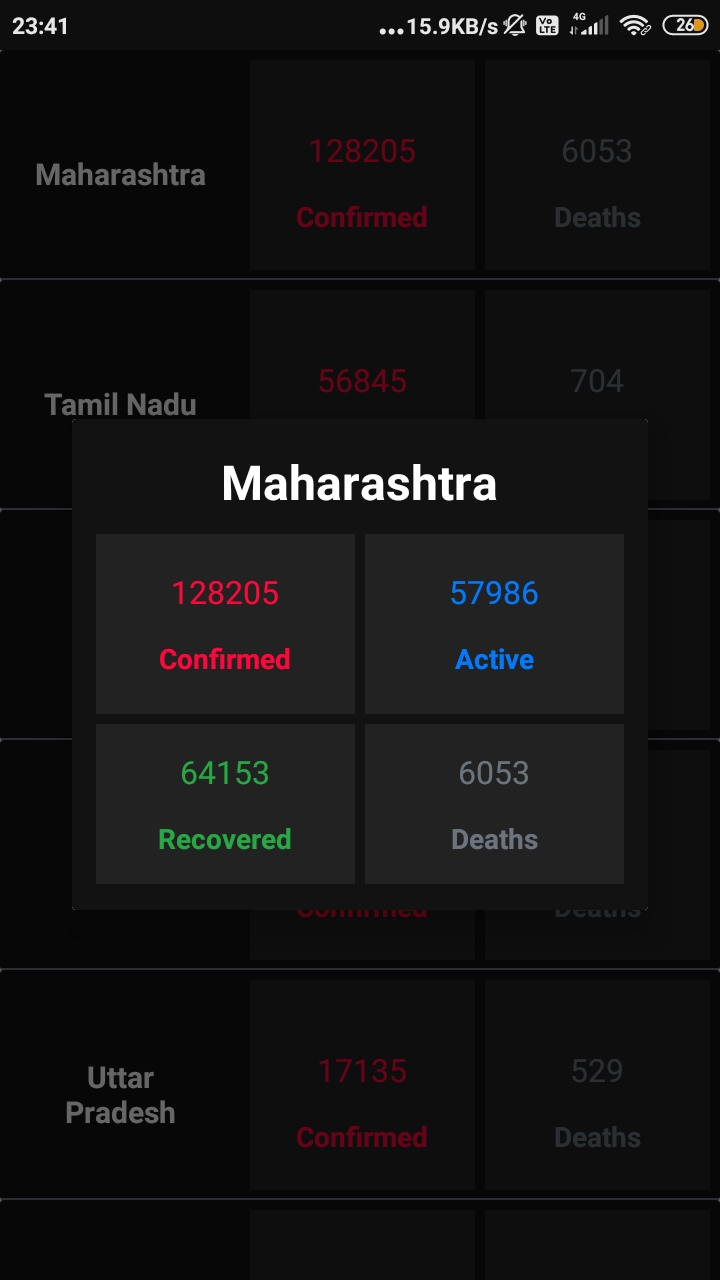 23:41
...15.9KB/s
Vo LTE
4G
26
Maharashtra
128205
6053
Confirmed
Deaths
Tamil Nadu
56845
704
Maharashtra
128205
57986
Confirmed
Active
64153
6053
Recovered
Deaths
Confirmed
Deaths
Uttar
Pradesh
17135
529
Confirmed
Deaths